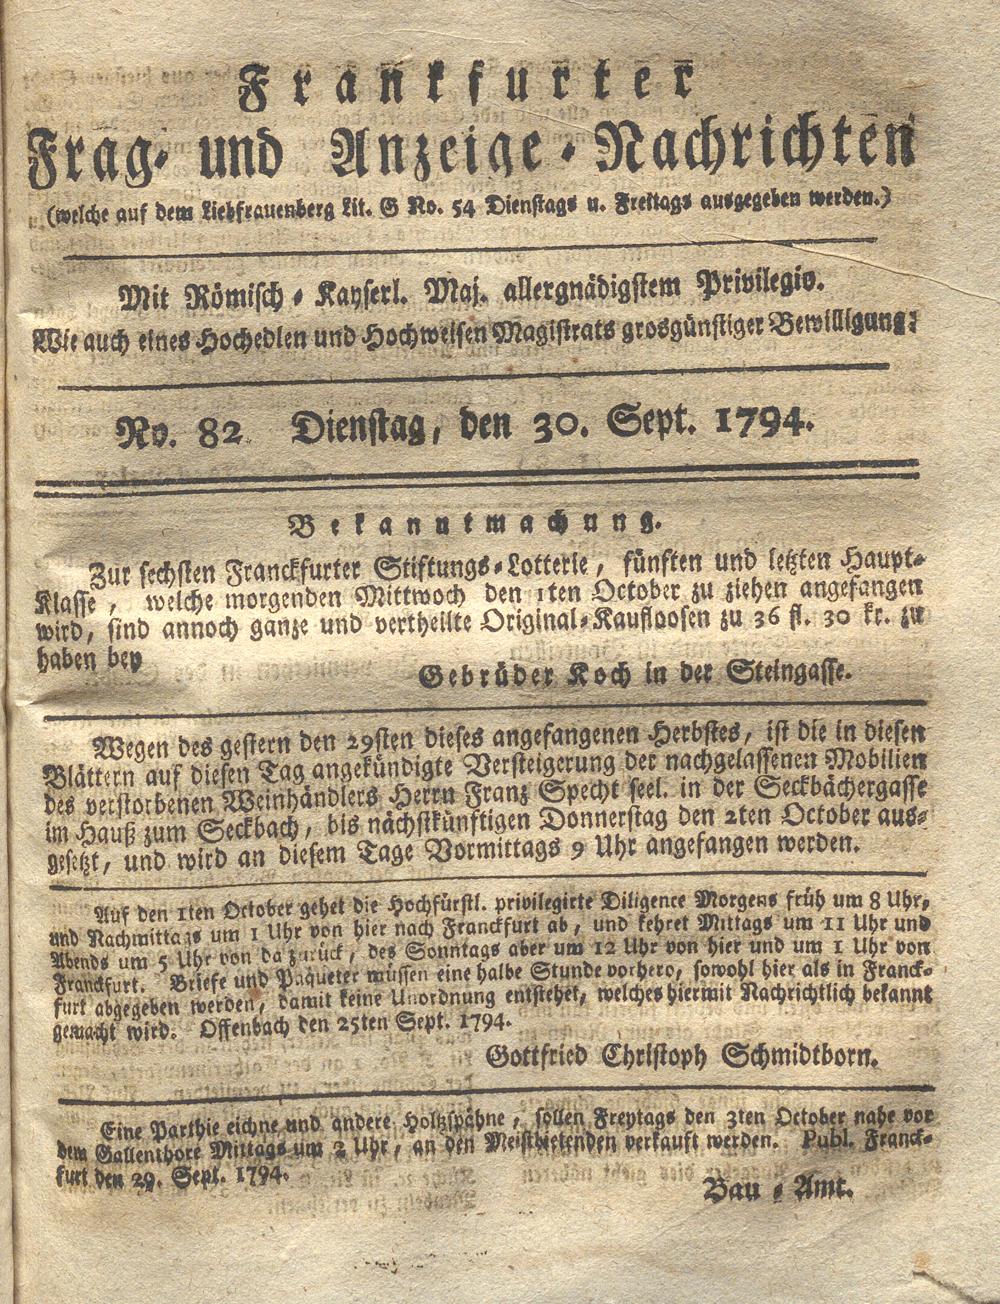 Frankfurter
Frag- und Anzeige-Nachrichten
(welche auf dem Liebfrauenberg Lit. G No. 54 Dienstags u. Freitags ausgegeben werden.)
Mit Römisch-Kayserl. Maj. allergnädigstem Privilegio.
Wie auch eines Hochedlen und Hochweisen Magistrats grosgünstiger Bewilligung:
No. 82 Dienstag, den 30. Sept. 1794.
Bekanntmachung.
Zur sechsten Franckfurter Stiftungs-Lotterie, fünften und letzten Haupt-
Klasse, welche morgenden Mittwoch den 1ten October zu ziehen angefangen
wird, sind annoch ganze und vertheilte Original-Kaufloosen zu 36 fl. 30 kr. zu
haben bey
Gebrüder Koch in der Steingasse.
Wegen des gestern den 29sten dieses angefangenen Herbstes, ist die in diesen
Blättern auf diesen Tag angekündigte Versteigerung der nachgelassenen Mobilien
des verstorbenen Weinhändlers Herrn Franz Specht seel. in der Seckbächergasse
im Hauß zum Seckbach, bis nächstkünftigen Donnerstag den 2ten October aus-
gesetzt, und wird an diesem Tage Vormittags 9 Uhr angefangen werden.
Auf den 1ten October gehet die Hochfürstl. privilegirte Diligence Morgens früh um 8 Uhr,
und Nachmittags um 1 Uhr von hier nach Franckfurt ab, und kehret Mittags um 11 Uhr und
Abends um 5 Uhr von da zurück, des Sonntags aber um 12 Uhr von hier und um 1 Uhr von
Franckfurt. Briefe und Paqueter müssen eine halbe Stunde vorhero, sowohl hier als in Franck-
furt abgegeben werden, damit keine Unordnung entstehet, welches hiermit Nachrichtlich bekannt
gemacht wird. Offenbach den 25ten Sept. 1794.
Gottfried Christoph Schmidtborn.
Eine Parthie eichne und andere Holtzspähne, sollen Freytags den 3ten October nahe vor
dem Gallenthore Mittags um 2 Uhr, an den Meistbietenden verkauft werden. Publ. Franck-
furt den 29. Sept. 1794.
Bau-Amt.